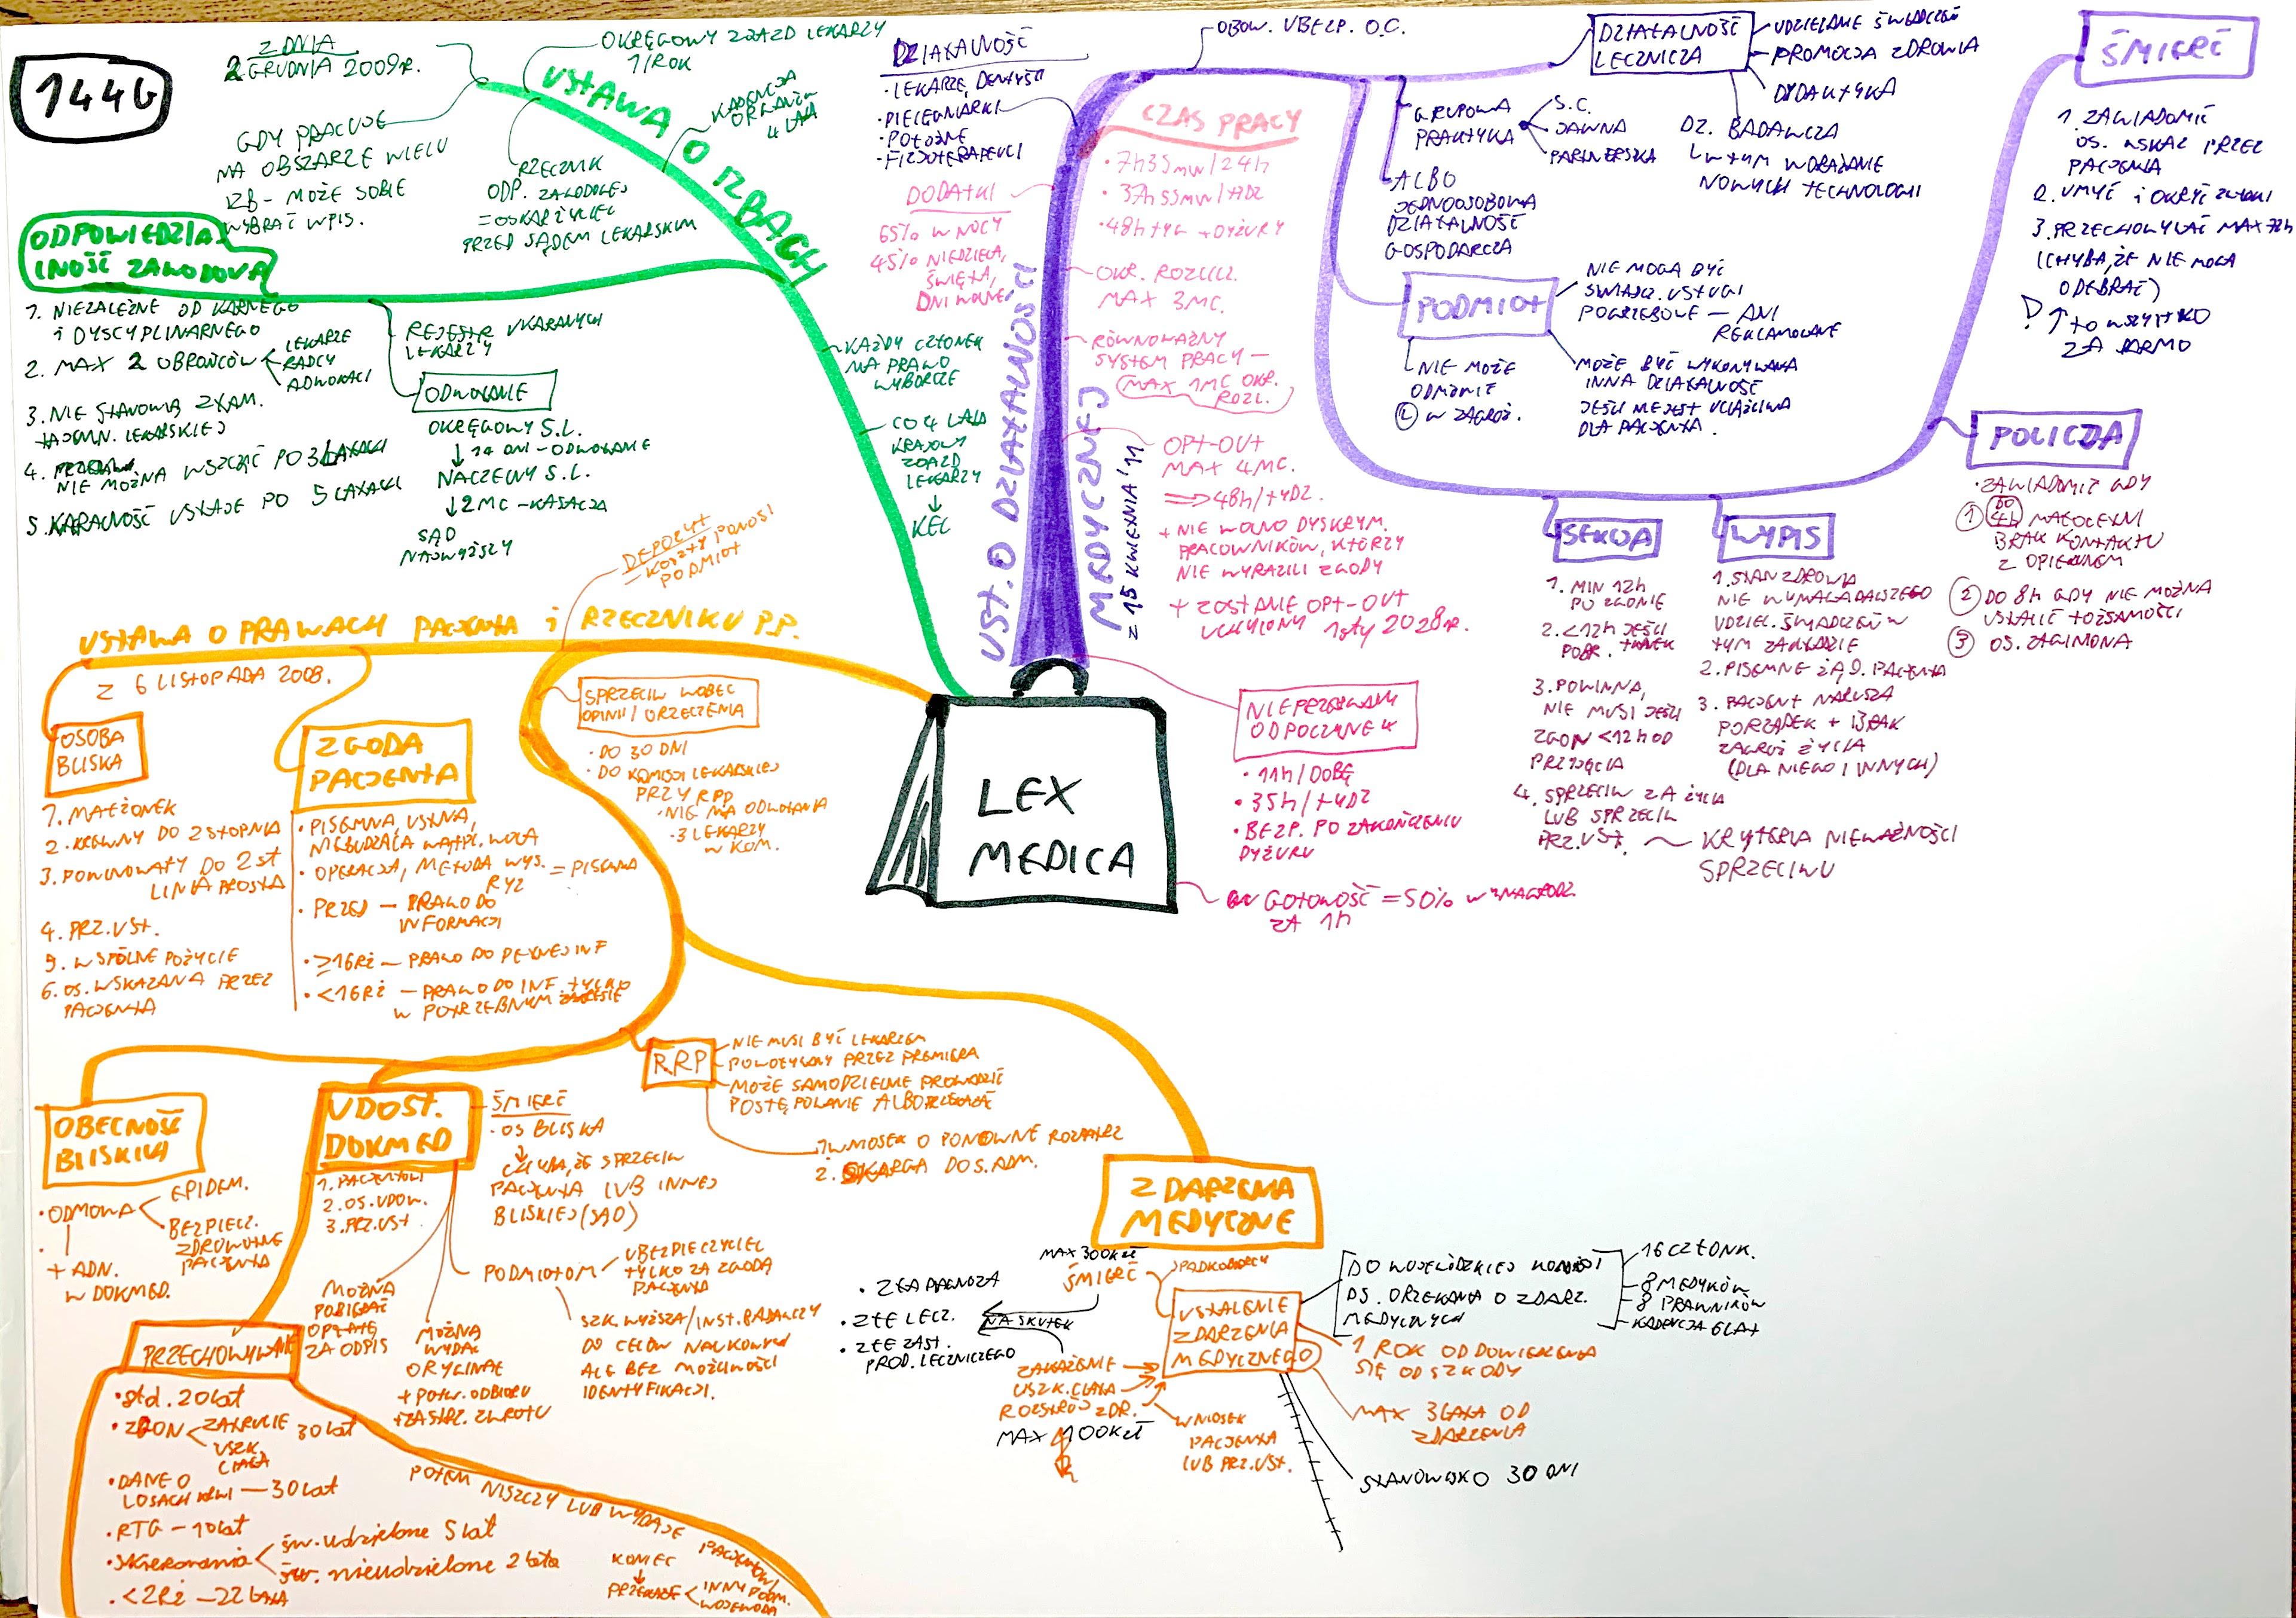 144G
Z DNIA
2 GRUDNIA 2009R.
OKRĘGOWY ZJAZD LEKARZY
1/ROK
USTAWA O IZBACH
KADENCJA
ORGANÓW
4 LATA
GDY PRACUJE
NA OBSZARZE WIELU
IZB - MOŻE SOBIE
WYBRAĆ WPIS.
RZECZNIK
ODP. ZAWODOWEJ
= OSKARŻYCIEL
PRZED SĄDEM LEKARSKIM
ODPOWIEDZIA
LNOŚĆ ZAWODOWA
1. NIEZALEŻNE OD KARNEGO
I DYSCYPLINARNEGO
2. MAX 2 OBROŃCÓW
LEKARZE
RADCY
ADWOKACI
3. NIE STANOWIĄ ZŁAM.
TAJEMN. LEKARSKIEJ
4. NIE MOŻNA WSZCZĄĆ PO 3 LATACH
5. KARALNOŚĆ USTAJE PO 5 LATACH
REJESTR UKARANYCH
LEKARZY
ODWOŁANIE
OKRĘGOWY S.L.
↓ 14 DNI - ODWOŁANIE
NACZELNY S.L.
↓ 2MC - KASACJA
SĄD
NAJWYŻSZY
KAŻDY CZŁONEK
MA PRAWO
WYBORCZE
CO 4 LATA
KRAJOWY
ZJAZD
LEKARZY
↓
KEL
DZIAŁALNOŚĆ
• LEKARZE, DENTYŚCI
• PIELĘGNIARKI
• POŁOŻNE
• FIZJOTERAPEUCI
DODATKI
65% W NOCY
45% NIEDZIELA,
ŚWIĘTA,
DNI WOLNE
UST. O DZIAŁALNOŚCI
MEDYCZNEJ
Z 15 KWIETNIA '11
OBOW. UBEZP. O.C.
CZAS PRACY
• 7h 35min/24h
• 37h 55min/TDZ
• 48h tyg + DYŻURY
OKR. ROZLICZ.
MAX 3MC.
RÓWNOWAŻNY
SYSTEM PRACY —
MAX 1MC OKR.
ROZL.
OPT-OUT
MAX 4MC.
⇒ >48h/TYDZ.
+ NIE WOLNO DYSKRYM.
PRACOWNIKÓW, KTÓRZY
NIE WYRAZILI ZGODY
+ ZOSTANIE OPT-OUT
UCHYLONY 1sty 2028r.
NIEPRZERWANY
ODPOCZYNEK
• 11h/DOBĘ
• 35h/TYDZ
• BEZP. PO ZAKOŃCZENIU
DYŻURU
GOTOWOŚĆ = 50% WYNAGRODZ.
ZA 1h
DZIAŁALNOŚĆ
LECZNICZA
UDZIELANIE ŚWIADCZEŃ
PROMOCJA ZDROWIA
DYDAKTYKA
DZ. BADAWCZA
W TYM WDRAŻANIE
NOWYCH TECHNOLOGII
GRUPOWA
PRAKTYKA
S.C.
JAWNA
PARTNERSKA
ALBO
JEDNOOSOBOWA
DZIAŁALNOŚĆ
GOSPODARCZA
PODMIOT
NIE MOGĄ BYĆ
ŚWIADCZ. USŁUGI
POGRZEBOWE — ANI
REKLAMOWANE
NIE MOŻE
ODMÓWIĆ
W ZAGROŻ.
MOŻE BYĆ WYKONYWANA
INNA DZIAŁALNOŚĆ
JEŚLI NIE JEST UCIĄŻLIWA
DLA PACJENTA.
ŚMIERĆ
1. ZAWIADOMIĆ
OS. WSKAZ PRZEZ
PACJENTA
2. UMYĆ I OKRYĆ ZWŁOKI
3. PRZECHOWYWAĆ MAX 72h
(CHYBA, ŻE NIE MOGĄ
ODEBRAĆ)
! ↑ TO WSZYSTKO
ZA DARMO
POLICJA
• ZAWIADOMIĆ GDY
1 DO 4h MAŁOLETNI
BRAK KONTAKTU
Z OPIEKUNEM
2 DO 8h GDY NIE MOŻNA
USTALIĆ TOŻSAMOŚCI
3 OS. ZAGINIONA
SEKCJA
1. MIN 12h
PO ZGONIE
2. <12h JEŚLI
POBR. TKANEK
3. POWINNA,
NIE MUSI JEŚLI
ZGON <12h OD
PRZYJĘCIA
4. SPRZECIW ZA ŻYCIA
LUB SPRZECIW
PRZ. UST. ~ KRYTERIA NIEWAŻNOŚCI
SPRZECIWU
WYPIS
1. STAN ZDROWIA
NIE WYMAGA DALSZEGO
UDZIEL. ŚWIADCZEŃ W
TYM ZAKŁADZIE
2. PISEMNE ŻĄD. PACJENTA
3. PACJENT NARUSZA
PORZĄDEK + BRAK
ZAGROŻ ŻYCIA
(DLA NIEGO I INNYCH)
LEX
MEDICA
USTAWA O PRAWACH PACJENTA I RZECZNIKU P.P.
Z 6 LISTOPADA 2008.
DEPOZYT
- KOSZTY PONOSI
PODMIOT
OSOBA
BLISKA
1. MAŁŻONEK
2. KREWNY DO 2 STOPNIA
3. POWINOWATY DO 2 ST
LINIA PROSTA
4. PRZ. UST.
5. WSPÓLNE POŻYCIE
6. OS. WSKAZANA PRZEZ
PACJENTA
ZGODA
PACJENTA
• PISEMNA, USTNA,
NIEBUDZĄCA WĄTPL. WOLA
• OPERACJA, METODA WYS.
RYZ = PISEMNA
• PRZED — PRAWO DO
INFORMACJI
• ≥16RŻ — PRAWO DO PEŁNEJ INF
• <16RŻ — PRAWO DO INF. TYLKO
W POTRZEBNYM ZAKRESIE
SPRZECIW WOBEC
OPINII / ORZECZENIA
• DO 30 DNI
• DO KOMISJI LEKARSKIEJ
PRZY RPP
• NIE MA ODWOŁANIA
• 3 LEKARZY
W KOM.
R.R.P
NIE MUSI BYĆ LEKARZEM
POWOŁYWANY PRZEZ PREMIERA
MOŻE SAMODZIELNIE PROWADZIĆ
POSTĘPOWANIE ALBO
1. WNIOSEK O PONOWNE ROZPATRZ
2. SKARGA DO S. ADM.
OBECNOŚĆ
BLISKICH
• ODMOWA
EPIDEM.
BEZPIECZ.
ZDROWOTNE
PACJENTA
+ ADN.
W DOKMED.
UDOST.
DOKMED
1. PACJENTOWI
2. OS. UPOW.
3. PRZ. UST.
ŚMIERĆ
• OS BLISKA
↓
CHYBA, ŻE SPRZECIW
PACJENTA LUB INNEJ
BLISKIEJ (SĄD)
MOŻNA
POBIERAĆ
OPŁATĘ
ZA ODPIS
MOŻNA
WYDAĆ
ORYGINAŁ
+ POTW. ODBIORU
+ ZASTRZ. ZWROTU
PODMIOTOM
UBEZPIECZYCIEL
TYLKO ZA ZGODĄ
PACJENTA
SZK. WYŻSZA / INST. BADAWCZY
DO CELÓW NAUKOWYCH
ALE BEZ MOŻLIWOŚCI
IDENTYFIKACJI.
PRZECHOWYWANIE
• std. 20 lat
• ZGON
ZATRUCIE
USZK.
CIAŁA
30 lat
• DANE O
LOSACH KRWI — 30 lat
• RTG — 10 lat
• Skierowania
św. udzielone 5 lat
św. nieudzielone 2 lata
• <2RŻ — 22 LATA
POTEM NISZCZY LUB WYDAJE PACJENTOWI
KONIEC
↓
PRZEKAZUJE
INNY PODM.
WOJEWODA
ZDARZENIA
MEDYCZNE
MAX 300K zł
ŚMIERĆ
SPADKOBIERCY
• ZŁA DIAGNOZA
• ZŁE LECZ.
• ZŁE ZAST.
PROD. LECZNICZEGO
NA SKUTEK
USTALENIE
ZDARZENIA
MEDYCZNEGO
ZAKAŻENIE
USZK. CIAŁA
ROZSTRÓJ ZDR.
MAX 100K zł
WNIOSEK
PACJENTA
LUB PRZ. UST.
DO WOJEWÓDZKIEJ KOMISJI
DS. ORZEKANIA O ZDARZ.
MEDYCZNYCH
16 CZŁONK.
8 MEDYKÓW
8 PRAWNIKÓW
KADENCJA 6 LAT
1 ROK OD DOWIEDZENIA
SIĘ OD SZKODY
MAX 3 LATA OD
ZDARZENIA
STANOWISKO 30 DNI